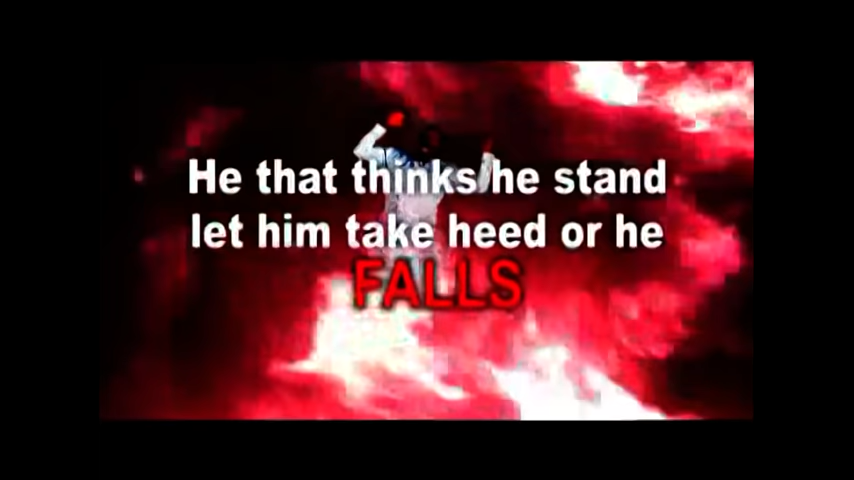 He that thinks he stand
let him take heed or he
FALLS